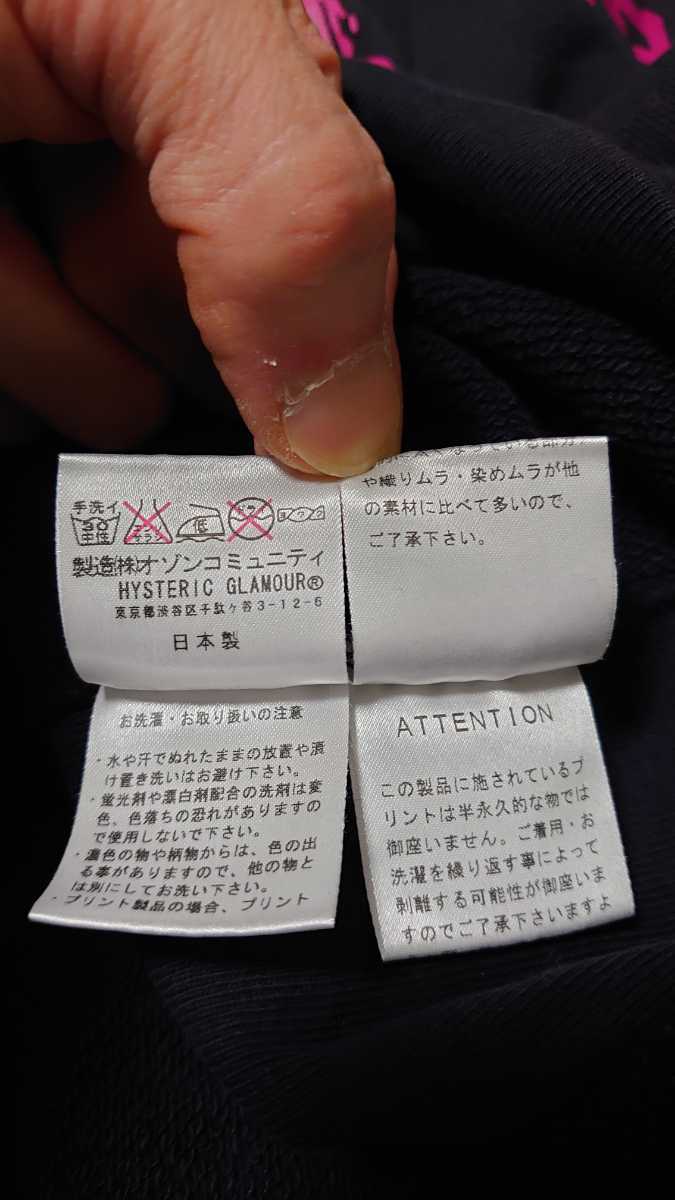 手洗イ
30
中性
エンソ
サラシ
低
ドライ
ヨワク
製造㈱オゾンコミュニティ
HYSTERIC GLAMOUR®
東京都渋谷区千駄ヶ谷3-12-6
日本製
や織りムラ・染めムラが他
の素材に比べて多いので、
ご了承下さい。
お洗濯・お取り扱いの注意
・水や汗でぬれたままの放置や漬
け置き洗いはお避け下さい。
・蛍光剤や漂白剤配合の洗剤は変
色、色落ちの恐れがありますの
で使用しないで下さい。
・濃色の物や柄物からは、色の出
る事がありますので、他の物と
は別にしてお洗い下さい。
・プリント製品の場合、プリント
ATTENTION
この製品に施されているプ
リントは半永久的な物では
御座いません。ご着用・お
洗濯を繰り返す事によって
剥離する可能性が御座いま
すのでご了承下さいますよ